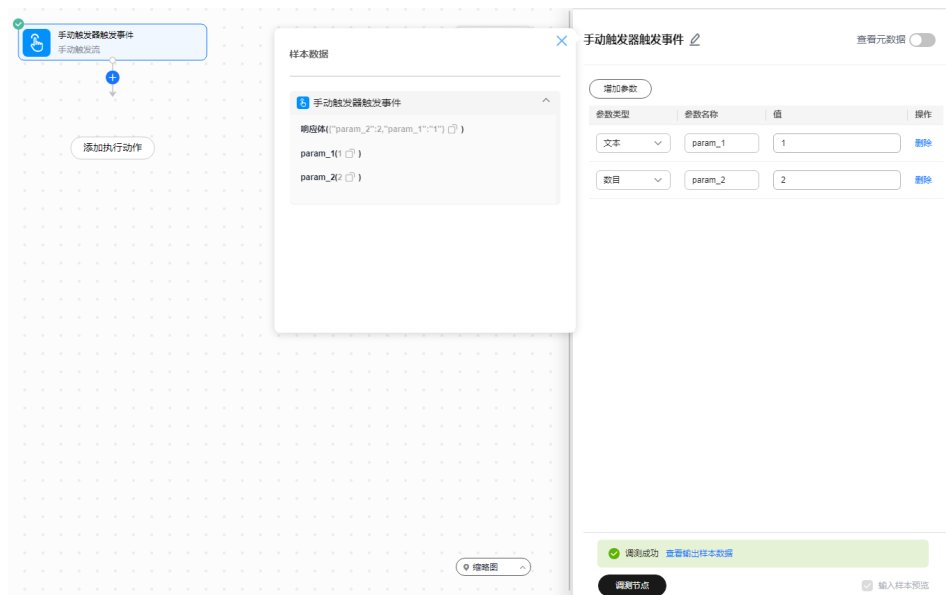 手动触发器触发事件
手动触发流
添加执行动作
样本数据
手动触发器触发事件
响应体({"param_2":2,"param_1":"1"} )
param_1(1 )
param_2(2 )
缩略图
手动触发器触发事件
查看元数据
增加参数
参数类型 参数名称 值 操作
文本 param_1 1 删除
数目 param_2 2 删除
调测成功 查看输出样本数据
调测节点
输入样本预览